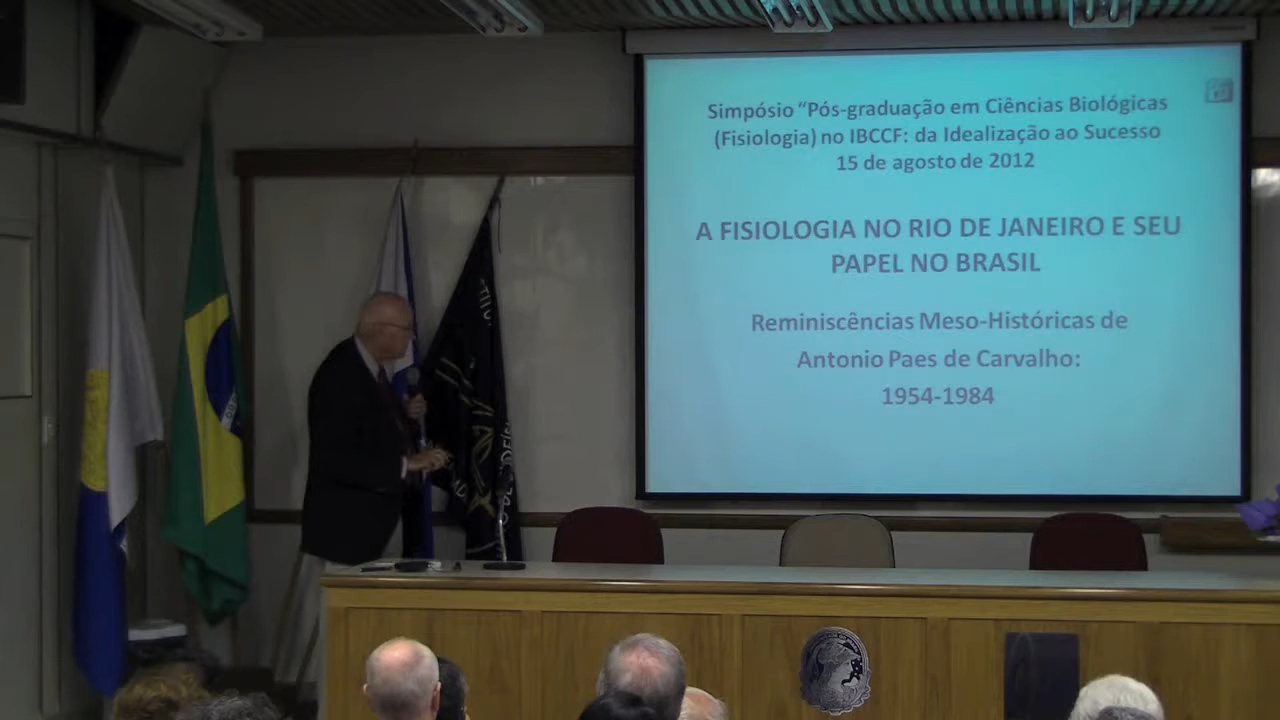 Simpósio “Pós-graduação em Ciências Biológicas
(Fisiologia) no IBCCF: da Idealização ao Sucesso
15 de agosto de 2012
A FISIOLOGIA NO RIO DE JANEIRO E SEU
PAPEL NO BRASIL
Reminiscências Meso-Históricas de
Antonio Paes de Carvalho:
1954-1984